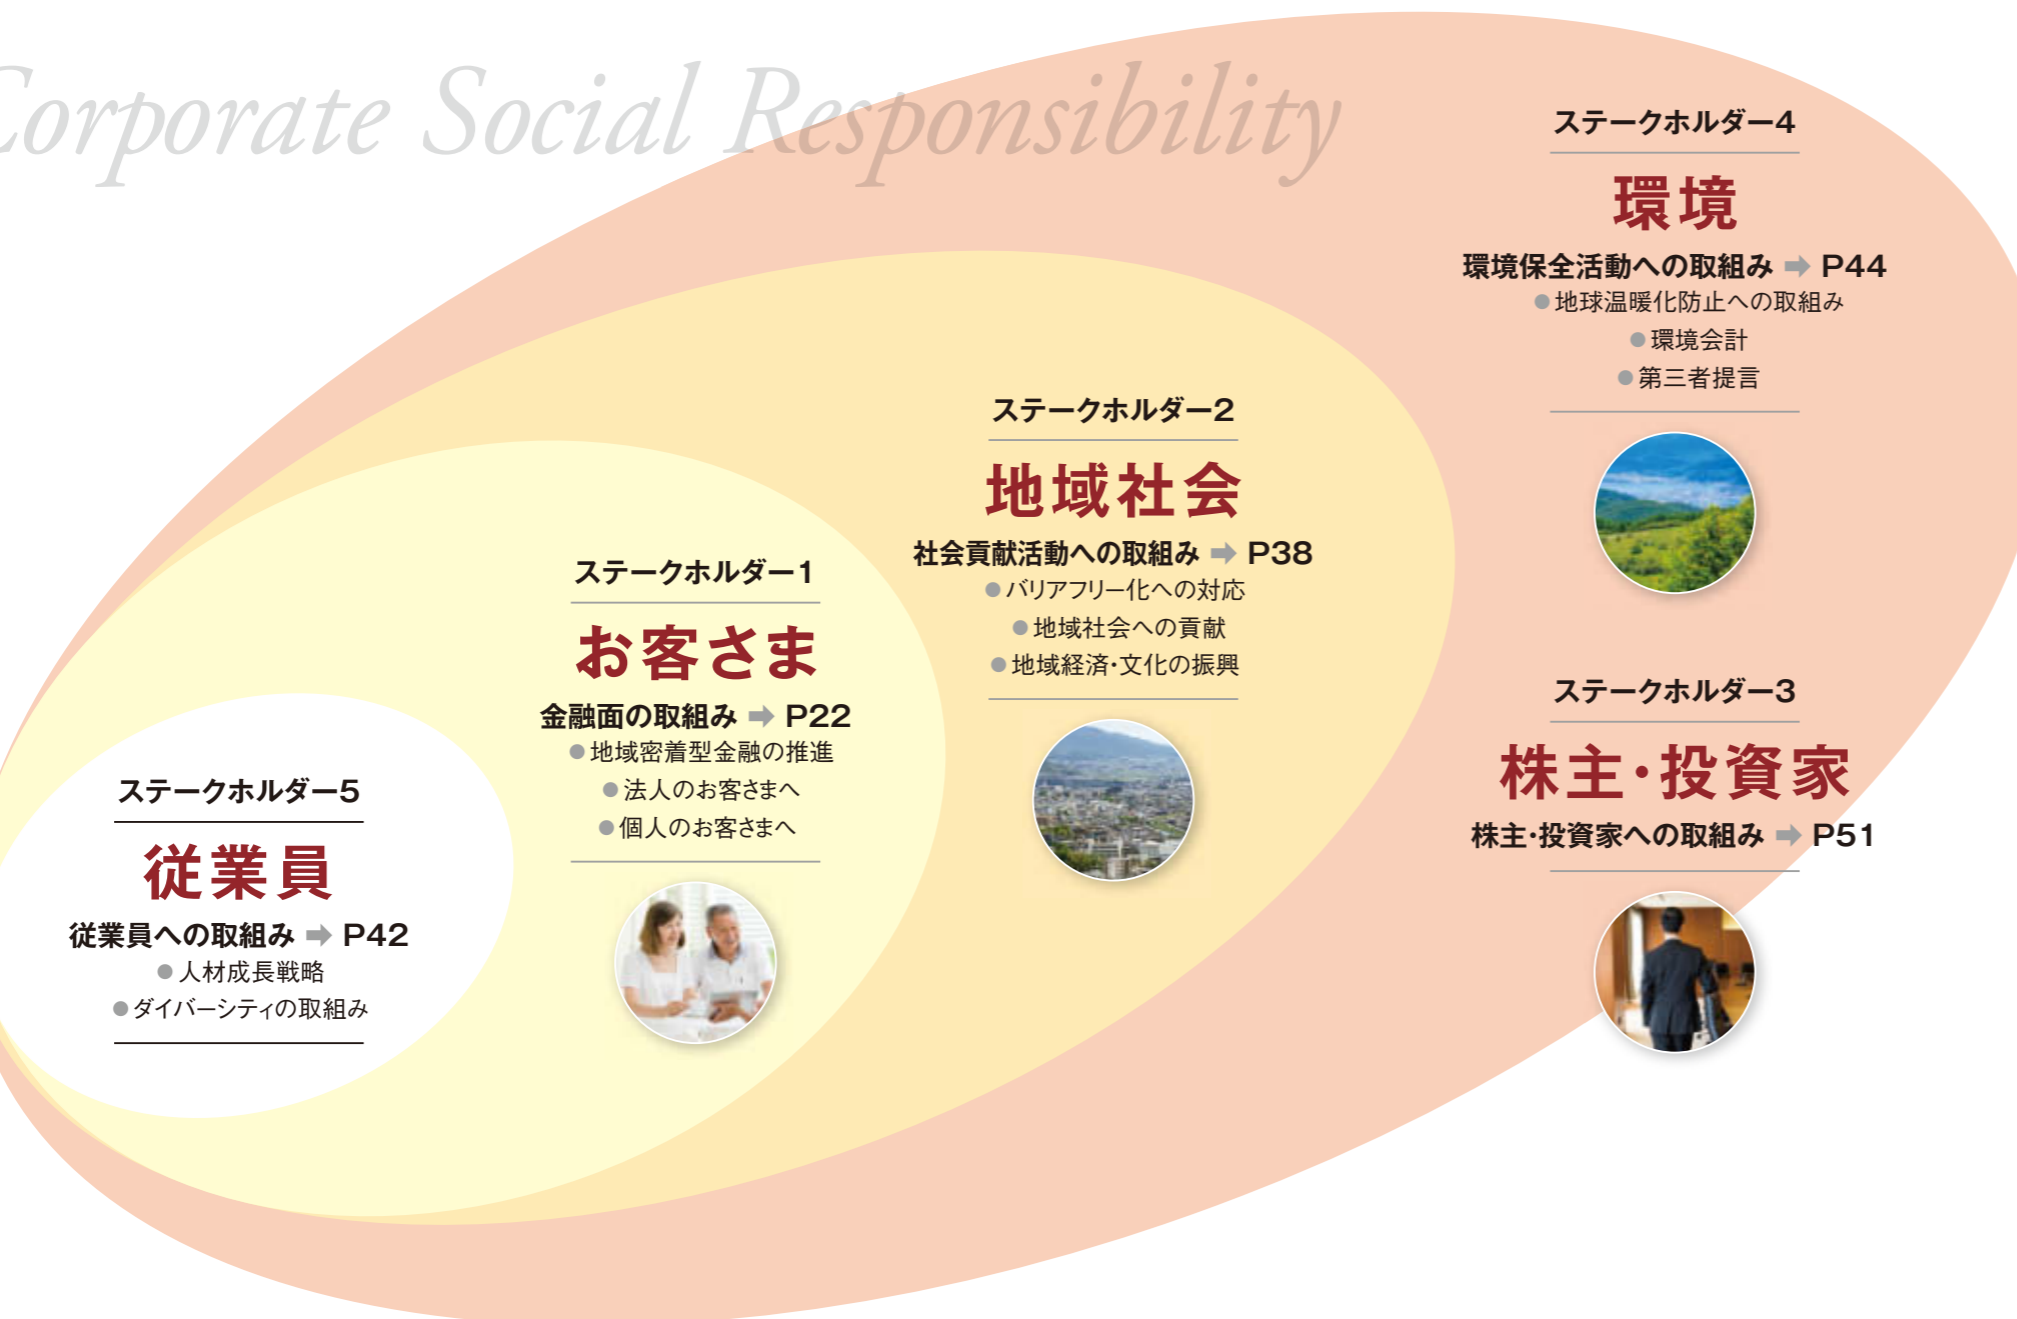 Corporate Social Responsibility
ステークホルダー4
環境
環境保全活動への取組み ➡ P44
●地球温暖化防止への取組み
●環境会計
●第三者提言
ステークホルダー2
地域社会
社会貢献活動への取組み ➡ P38
●バリアフリー化への対応
●地域社会への貢献
●地域経済・文化の振興
ステークホルダー1
お客さま
金融面の取組み ➡ P22
●地域密着型金融の推進
●法人のお客さまへ
●個人のお客さまへ
ステークホルダー3
株主・投資家
株主・投資家への取組み ➡ P51
ステークホルダー5
従業員
従業員への取組み ➡ P42
●人材成長戦略
●ダイバーシティの取組み